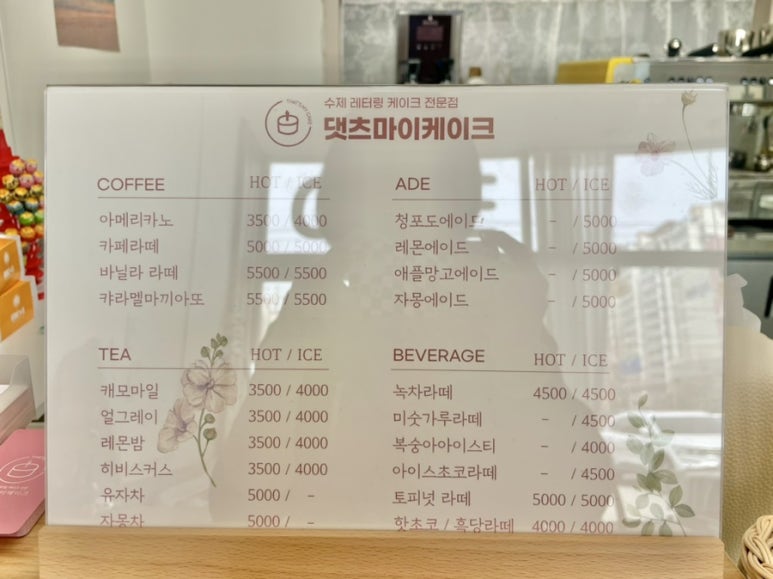 수제 레터링 케이크 전문점
댓츠마이케이크
COFFEE HOT / ICE
아메리카노 3500 / 4000
카페라떼 5000 / 5000
바닐라 라떼 5500 / 5500
캬라멜마끼아또 5500 / 5500
TEA HOT / ICE
캐모마일 3500 / 4000
얼그레이 3500 / 4000
레몬밤 3500 / 4000
히비스커스 3500 / 4000
유자차 5000 / -
자몽차 5000 / -
ADE HOT / ICE
청포도에이드 - / 5000
레몬에이드 - / 5000
애플망고에이드 - / 5000
자몽에이드 - / 5000
BEVERAGE HOT / ICE
녹차라떼 4500 / 4500
미숫가루라떼 - / 4500
복숭아아이스티 - / 4000
아이스초코라떼 - / 4500
토피넛 라떼 5000 / 5000
핫초코 / 흑당라떼 4000 / 4000